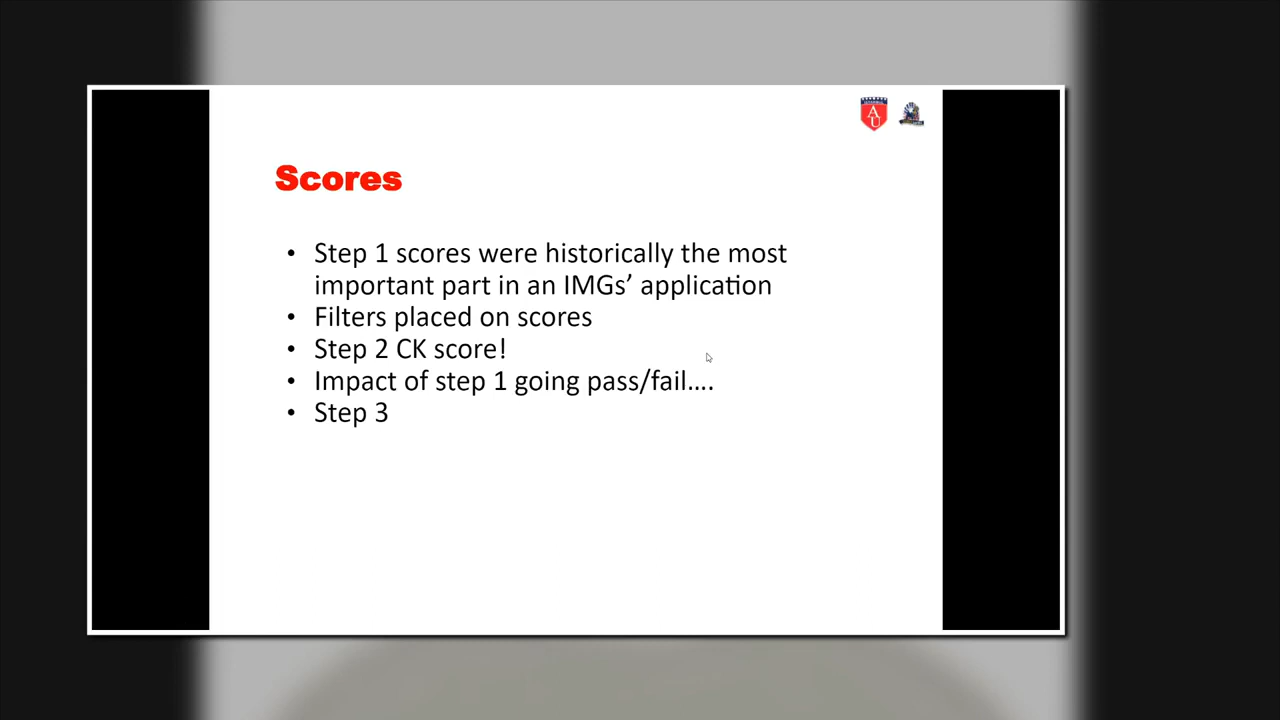 A
U
Scores
• Step 1 scores were historically the most
important part in an IMGs’ application
• Filters placed on scores
• Step 2 CK score!
• Impact of step 1 going pass/fail....
• Step 3